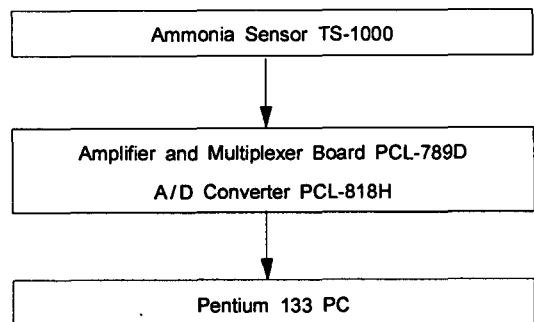 Ammonia Sensor TS-1000
Amplifier and Multiplexer Board PCL-789D
A/D Converter PCL-818H
Pentium 133 PC